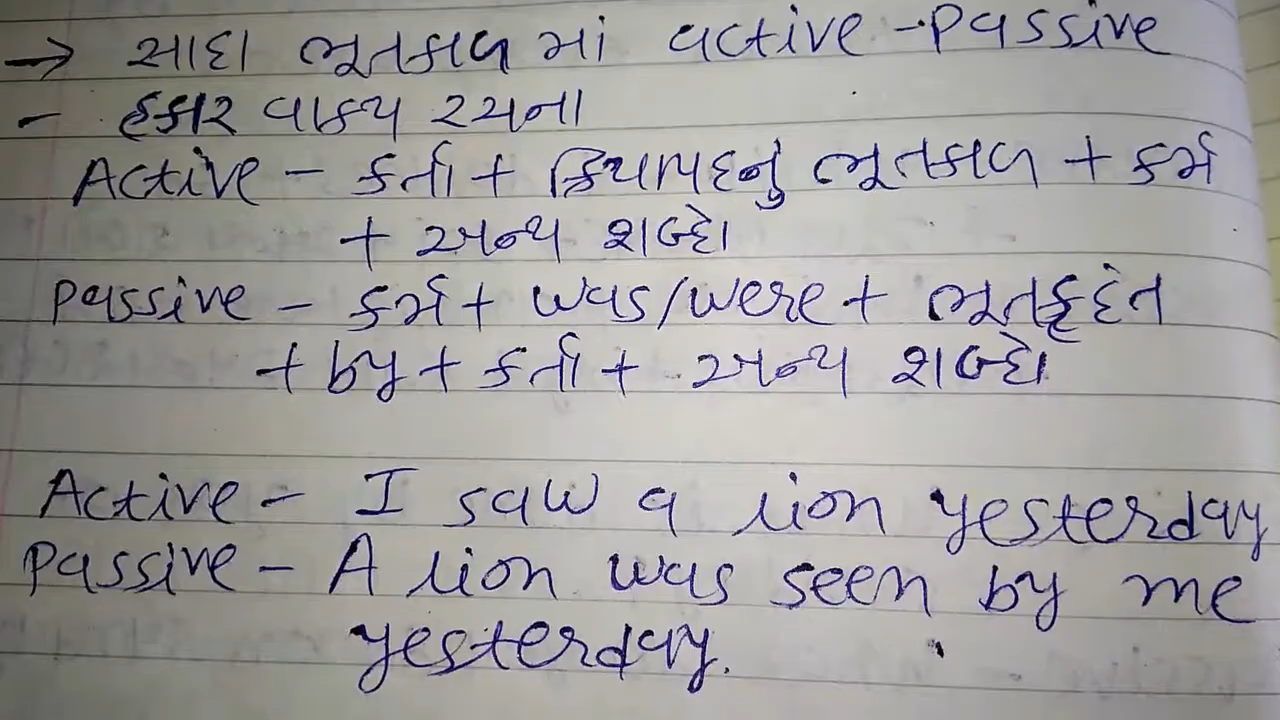 → સાદા ભૂતકાળ માં active -Passive
- હકાર વાક્ય રચના
Active - કર્તા + ક્રિયાપદનું ભૂતકાળ + કર્મ
+ અન્ય શબ્દો
Passive - કર્મ + was/were + ભૂતકૃદંત
+ by + કર્તા + અન્ય શબ્દો
Active - I saw a lion yesterday
Passive - A lion was seen by me
yesterday.